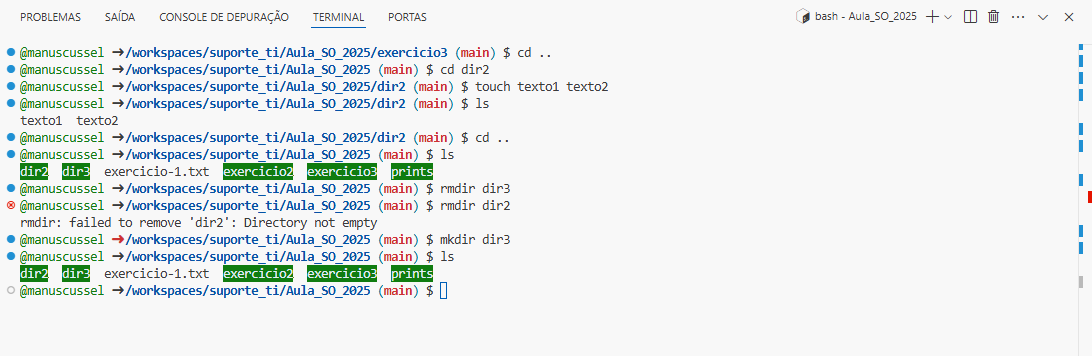 PROBLEMAS SAÍDA CONSOLE DE DEPURAÇÃO TERMINAL PORTAS bash - Aula_SO_2025
@manuscussel ➜/workspaces/suporte_ti/Aula_SO_2025/exercicio3 (main) $ cd ..
@manuscussel ➜/workspaces/suporte_ti/Aula_SO_2025 (main) $ cd dir2
@manuscussel ➜/workspaces/suporte_ti/Aula_SO_2025/dir2 (main) $ touch texto1 texto2
@manuscussel ➜/workspaces/suporte_ti/Aula_SO_2025/dir2 (main) $ ls
texto1 texto2
@manuscussel ➜/workspaces/suporte_ti/Aula_SO_2025/dir2 (main) $ cd ..
@manuscussel ➜/workspaces/suporte_ti/Aula_SO_2025 (main) $ ls
dir2 dir3 exercicio-1.txt exercicio2 exercicio3 prints
@manuscussel ➜/workspaces/suporte_ti/Aula_SO_2025 (main) $ rmdir dir3
@manuscussel ➜/workspaces/suporte_ti/Aula_SO_2025 (main) $ rmdir dir2
rmdir: failed to remove 'dir2': Directory not empty
@manuscussel ➜/workspaces/suporte_ti/Aula_SO_2025 (main) $ mkdir dir3
@manuscussel ➜/workspaces/suporte_ti/Aula_SO_2025 (main) $ ls
dir2 dir3 exercicio-1.txt exercicio2 exercicio3 prints
@manuscussel ➜/workspaces/suporte_ti/Aula_SO_2025 (main) $